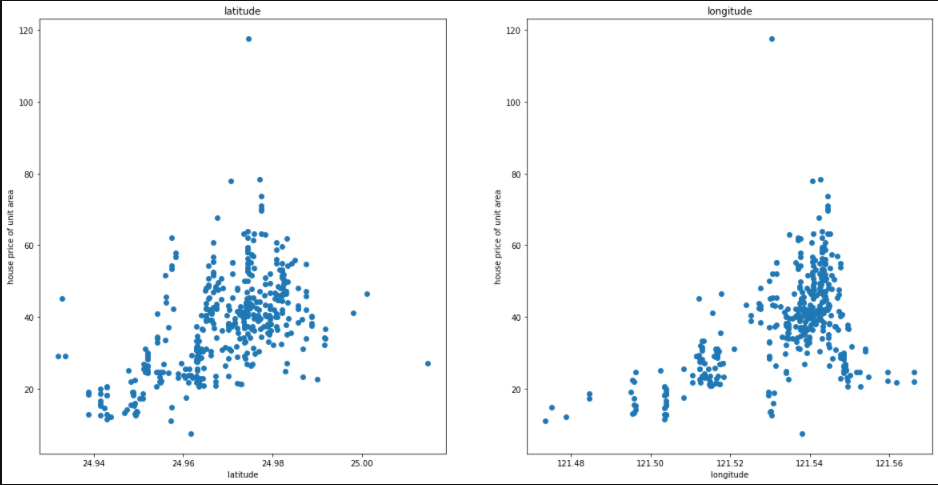 latitude
120
100
80
60
40
20
house price of unit area
24.94 24.96 24.98 25.00
latitude
longitude
120
100
80
60
40
20
house price of unit area
121.48 121.50 121.52 121.54 121.56
longitude